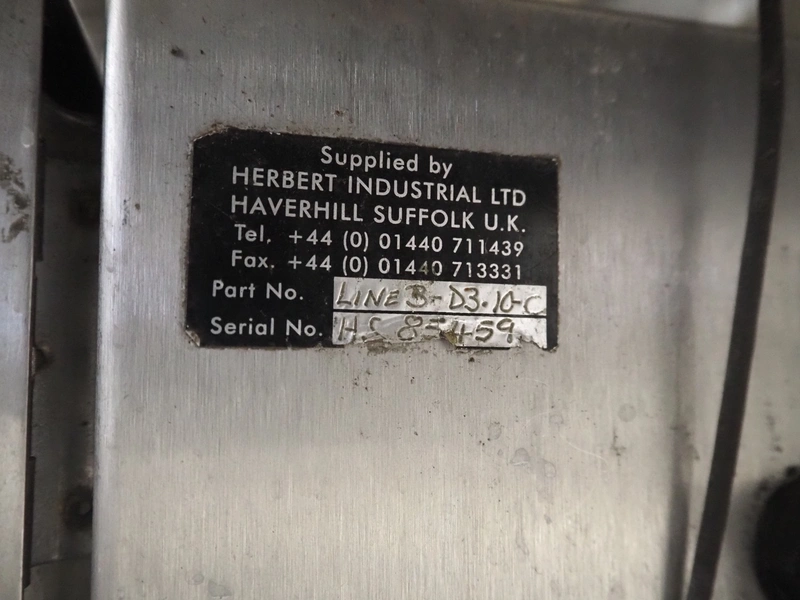 Supplied by
HERBERT INDUSTRIAL LTD
HAVERHILL SUFFOLK U.K.
Tel. +44 (0) 01440 711439
Fax. +44 (0) 01440 713331
Part No. LINE B-D3.10-C
Serial No.